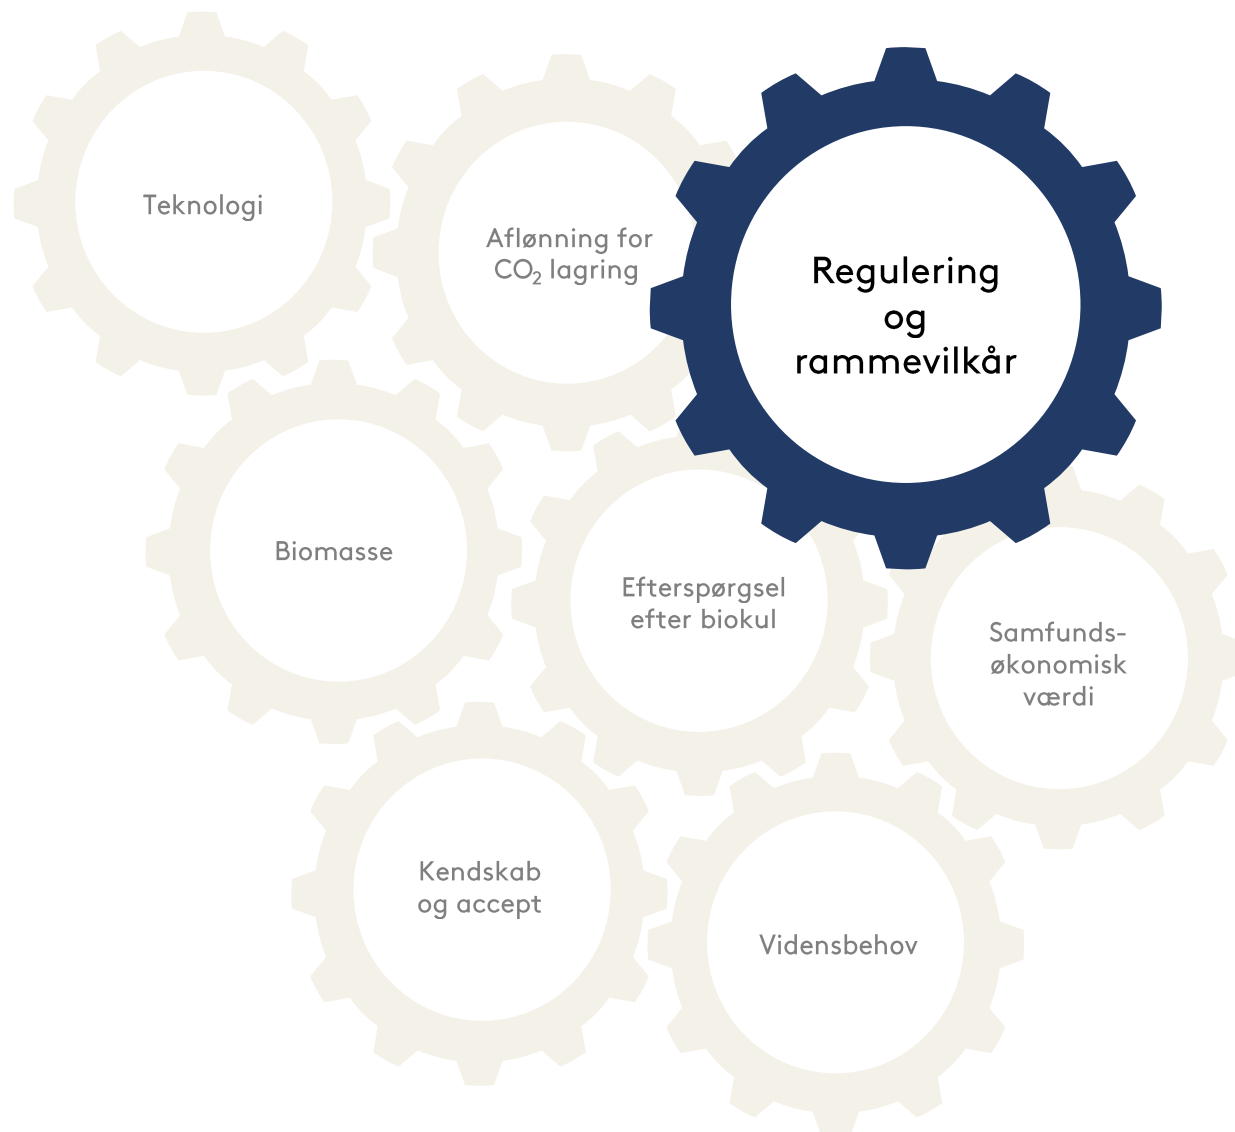 Teknologi
Aflønning for
CO₂ lagring
Regulering
og
rammevilkår
Biomasse
Efterspørgsel
efter biokul
Samfunds-
økonomisk
værdi
Kendskab
og accept
Vidensbehov